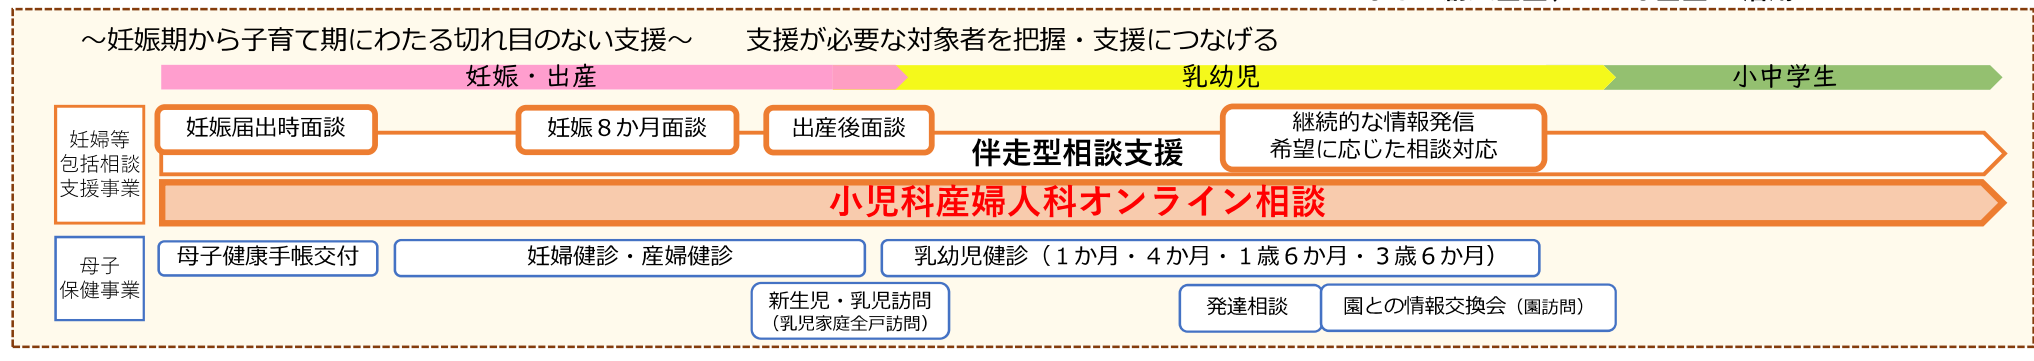 ～妊娠期から子育て期にわたる切れ目のない支援～　支援が必要な対象者を把握・支援につなげる
妊娠・出産
乳幼児
小中学生
妊婦等
包括相談
支援事業
妊娠届出時面談
妊娠８か月面談
出産後面談
継続的な情報発信
希望に応じた相談対応
伴走型相談支援
小児科産婦人科オンライン相談
母子
保健事業
母子健康手帳交付
妊婦健診・産婦健診
乳幼児健診（１か月・４か月・１歳６か月・３歳６か月）
新生児・乳児訪問
（乳児家庭全戸訪問）
発達相談
園との情報交換会（園訪問）